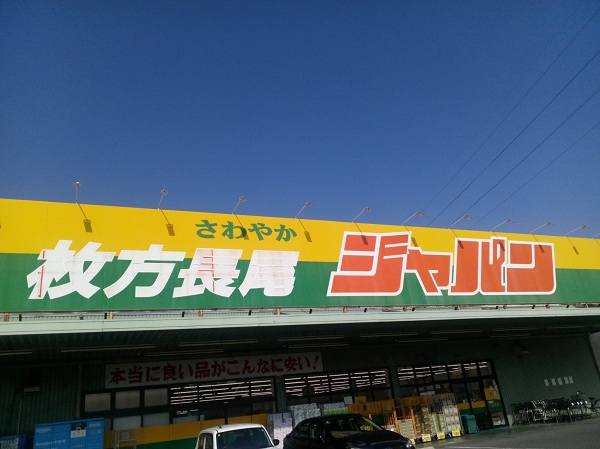 さわやか
枚方長尾 ジャパン
本当に良い品がこんなに安い!